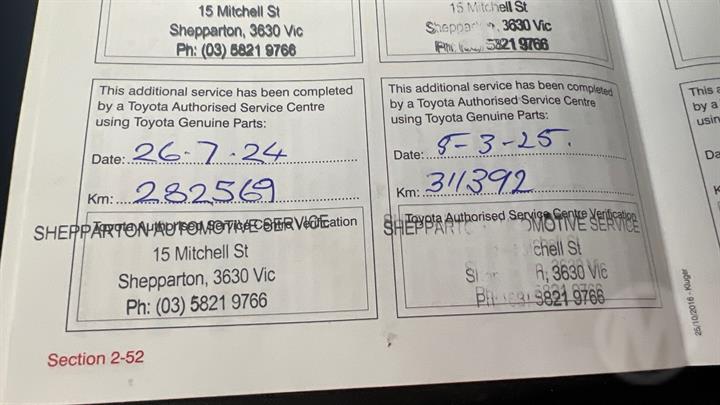 15 Mitchell St
Shepparton, 3630 Vic
Ph: (03) 5821 9766
15 Mitchell St
3630 Vic
5821 9766
This additional service has been completed
by a Toyota Authorised Service Centre
using Toyota Genuine Parts:
Date: 26-7-24
Km: 282569
Toyota Authorised Service Centre Verification
SHEPPARTON AUTOMOTIVE SERVICE
15 Mitchell St
Shepparton, 3630 Vic
Ph: (03) 5821 9766
This additional service has been completed
by a Toyota Authorised Service Centre
using Toyota Genuine Parts:
Date: 5-3-25.
Km: 311392
Toyota Authorised Service Centre Verification
SHEPPARTON AUTOMOTIVE SERVICE
chell St
3630 Vic
5821 9766
This
by a
usin
Da
K
Section 2-52
25/10/2016 - Kluger